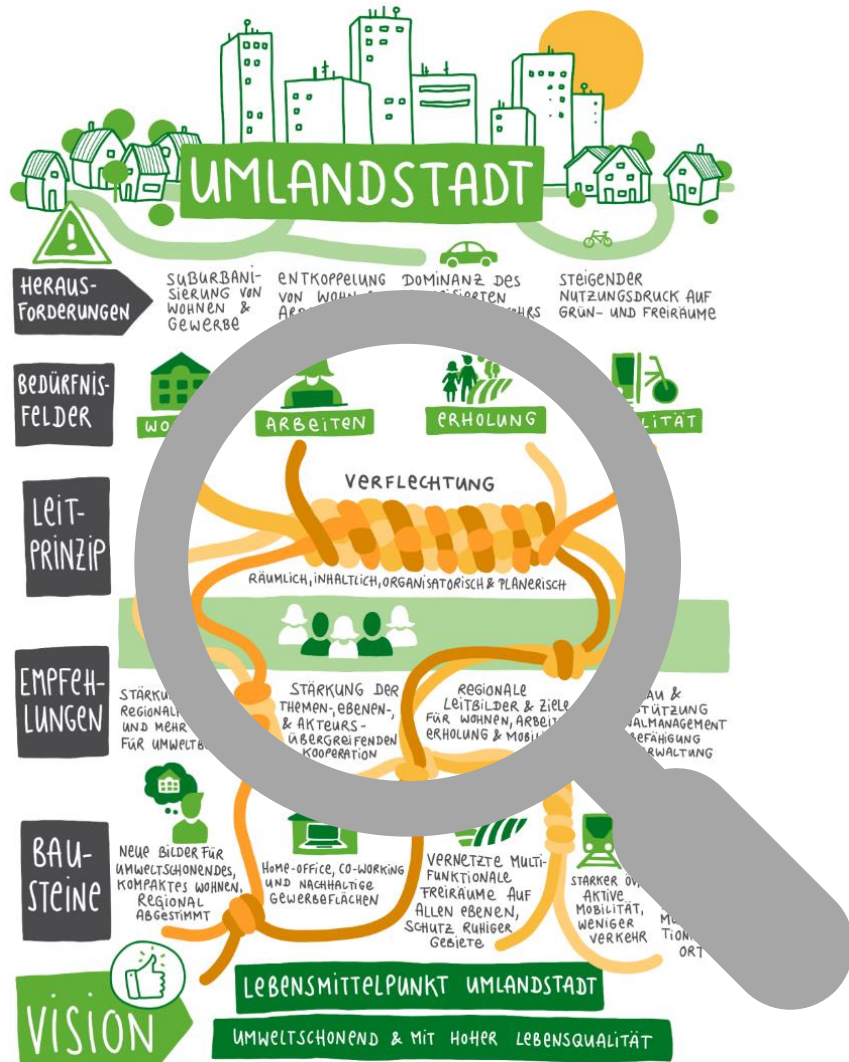 UMLANDSTADT
HERAUS-
FORDERUNGEN
SUBURBANI-
SIERUNG VON
WOHNEN &
GEWERBE
ENTKOPPELUNG
VON
DOMINANZ DES
STEIGENDER
NUTZUNGSDRUCK AUF
GRÜN- UND FREIRÄUME
BEDÜRFNIS-
FELDER
ARBEITEN
ERHOLUNG
LEIT-
PRINZIP
VERFLECHTUNG
RÄUMLICH, INHALTLICH, ORGANISATORISCH & PLANERISCH
EMPFEH-
LUNGEN
UND MEHR
STÄRKUNG DER
THEMEN-, EBENEN-,
& AKTEURS-
ÜBERGREIFENDEN
KOOPERATION
REGIONALE
LEITBILDER & ZIELE
FÜR WOHNEN,
ERHOLUNG &
&
BAU-
STEINE
NEUE BILDER FÜR
UMWELTSCHONENDES,
KOMPAKTES WOHNEN,
REGIONAL
ABGESTIMMT
HOME-OFFICE, CO-WORKING
UND NACHHALTIGE
GEWERBEFLÄCHEN
VERNETZTE MULTI-
FUNKTIONALE
FREIRÄUME AUF
ALLEN EBENEN,
SCHUTZ RUHIGER
GEBIETE
STARKER
AKTIVE
MOBILITÄT,
WENIGER
VERKEHR
ORT
VISION
LEBENSMITTELPUNKT UMLANDSTADT
UMWELTSCHONEND & MIT HOHER LEBENSQUALITÄT